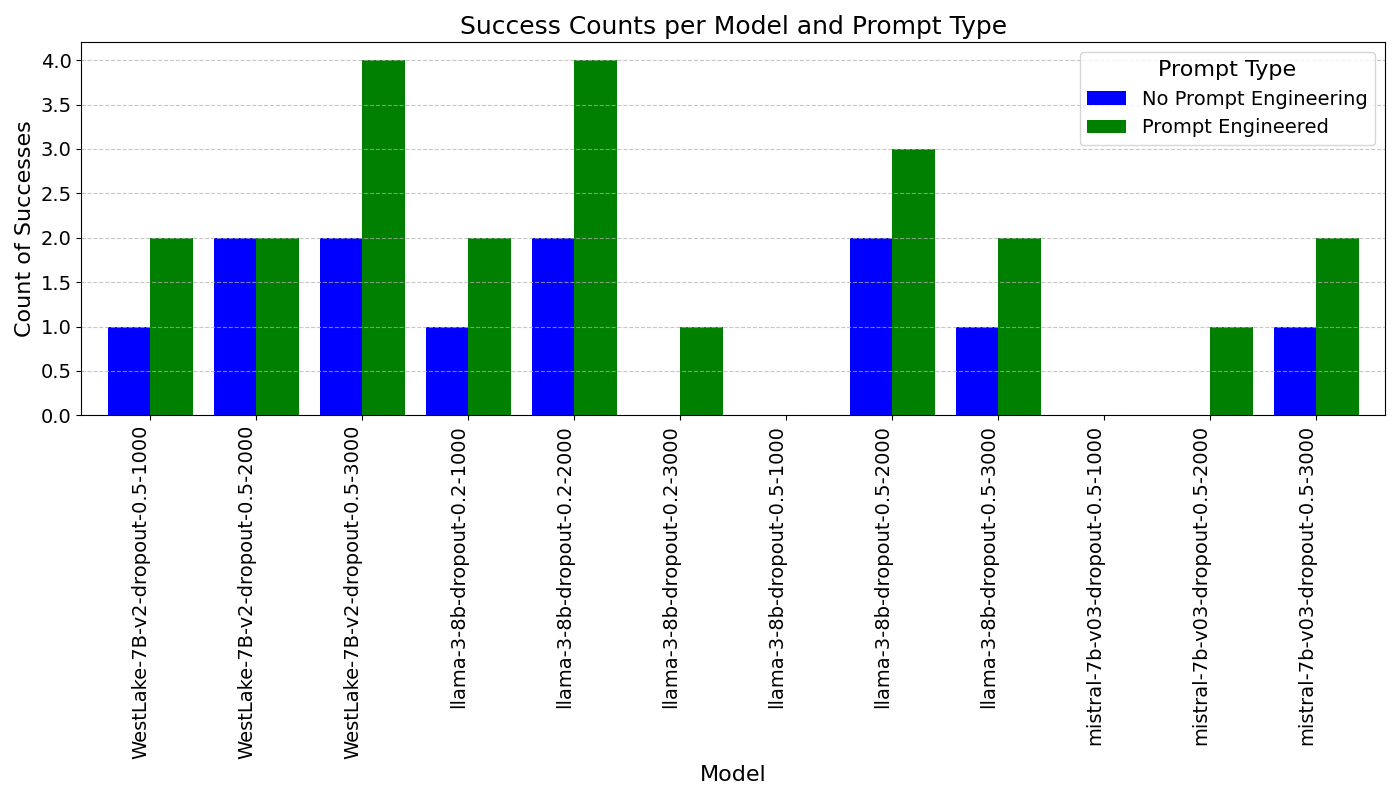 Success Counts per Model and Prompt Type
Count of Successes
4.0
3.5
3.0
2.5
2.0
1.5
1.0
0.5
0.0
Prompt Type
No Prompt Engineering
Prompt Engineered
WestLake-7B-v2-dropout-0.5-1000
WestLake-7B-v2-dropout-0.5-2000
WestLake-7B-v2-dropout-0.5-3000
llama-3-8b-dropout-0.2-1000
llama-3-8b-dropout-0.2-2000
llama-3-8b-dropout-0.2-3000
llama-3-8b-dropout-0.5-1000
llama-3-8b-dropout-0.5-2000
llama-3-8b-dropout-0.5-3000
mistral-7b-v03-dropout-0.5-1000
mistral-7b-v03-dropout-0.5-2000
mistral-7b-v03-dropout-0.5-3000
Model